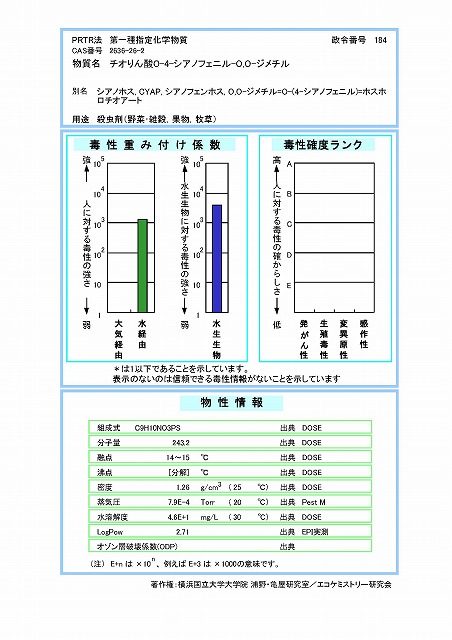 PRTR法 第一種指定化学物質 政令番号 184
CAS番号 2636-26-2
物質名 チオりん酸O-4-シアノフェニル-O,O-ジメチル
別名 シアノホス, CYAP, シアノフェンホス, O,O-ジメチル=O-(4-シアノフェニル)=ホスホ
ロチオアート
用途 殺虫剤(野菜・雑穀, 果物, 牧草)
毒性重み付け係数
強 人に対する毒性の強さ 弱
10^5
10^4
10^3
10^2
10
1
大気経由
水経由
強 水生生物に対する毒性の強さ 弱
10^5
10^4
10^3
10^2
10
1
水生生物
毒性確度ランク
高 人に対する毒性の確からしさ 低
A
B
C
D
E
発がん性
生殖毒性
変異原性
感作性
*は1以下であることを示しています。
表示のないのは信頼できる毒性情報がないことを示しています
物性情報
組成式 C9H10NO3PS 出典 DOSE
分子量 243.2 出典 DOSE
融点 14~15 ℃ 出典 DOSE
沸点 [分解] ℃ 出典 DOSE
密度 1.26 g/cm3 (25 ℃) 出典 DOSE
蒸気圧 7.9E-4 Torr (20 ℃) 出典 Pest M
水溶解度 4.6E+1 mg/L (30 ℃) 出典 DOSE
LogPow 2.71 出典 EPI実測
オゾン層破壊係数(ODP) 出典
(注) E+n は ×10^n、例えば E+3 は ×1000の意味です。
著作権:横浜国立大学大学院 浦野・亀屋研究室/エコケミストリー研究会